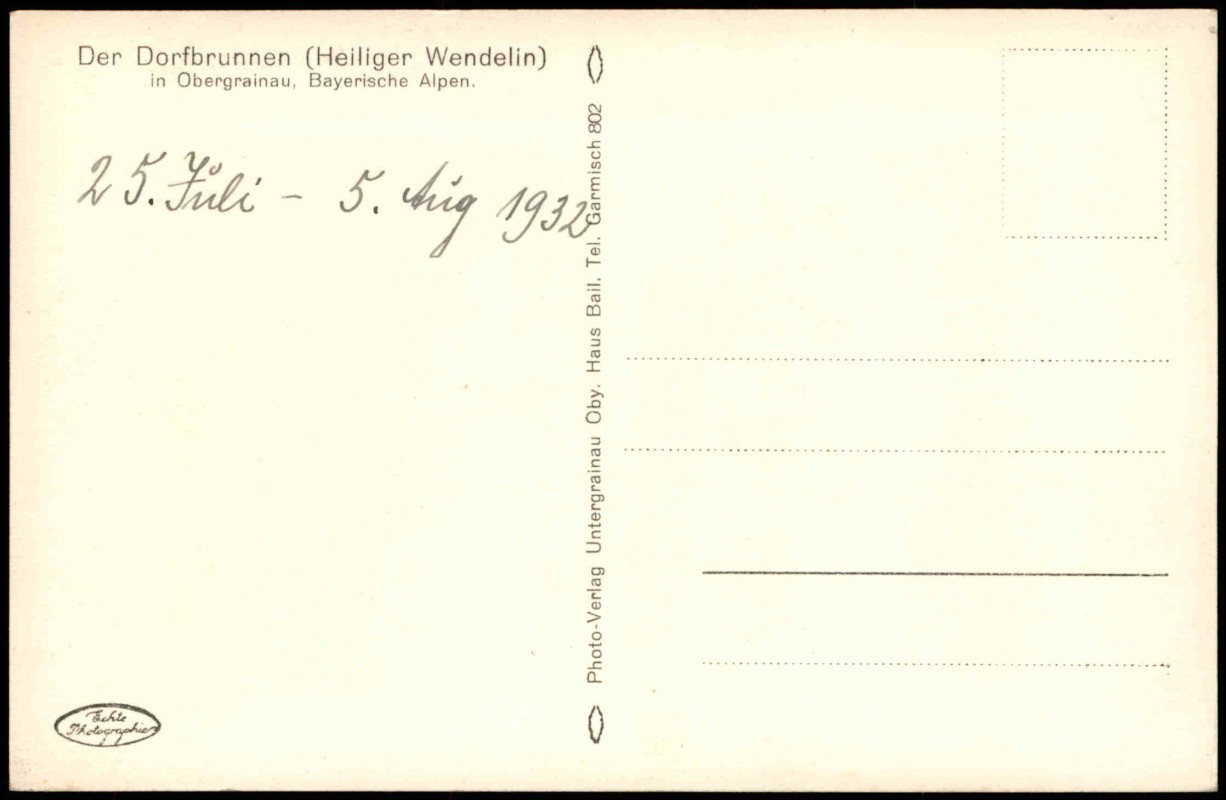 Der Dorfbrunnen (Heiliger Wendelin)
in Obergrainau, Bayerische Alpen.
25. Juli - 5. Aug 1932
Photo-Verlag Untergrainau Oby. Haus Bail. Tel. Garmisch 802
Echte
Photographie